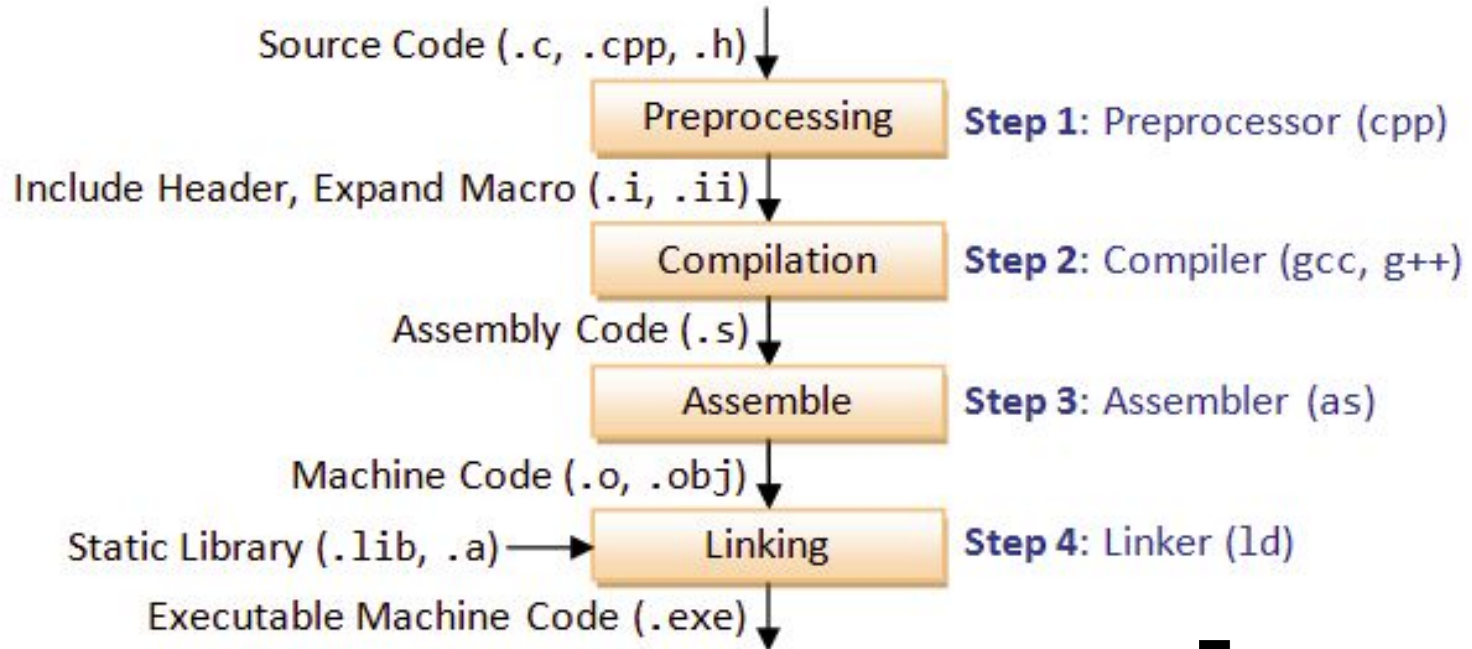 Source Code (.c, .cpp, .h)
Preprocessing
Step 1: Preprocessor (cpp)
Include Header, Expand Macro (.i, .ii)
Compilation
Step 2: Compiler (gcc, g++)
Assembly Code (.s)
Assemble
Step 3: Assembler (as)
Machine Code (.o, .obj)
Static Library (.lib, .a)
Linking
Step 4: Linker (ld)
Executable Machine Code (.exe)